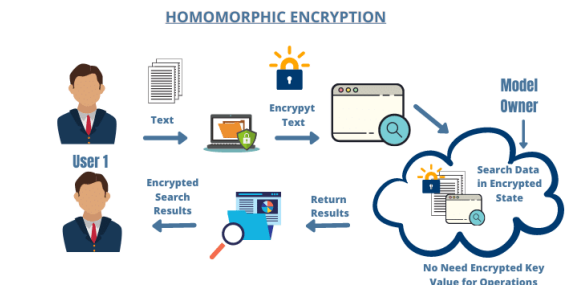 HOMOMORPHIC ENCRYPTION
Text
Encrypyt
Text
Model
Owner
User 1
Search Data
in Encrypted
State
Encrypted
Search
Results
Return
Results
No Need Encrypted Key
Value for Operations